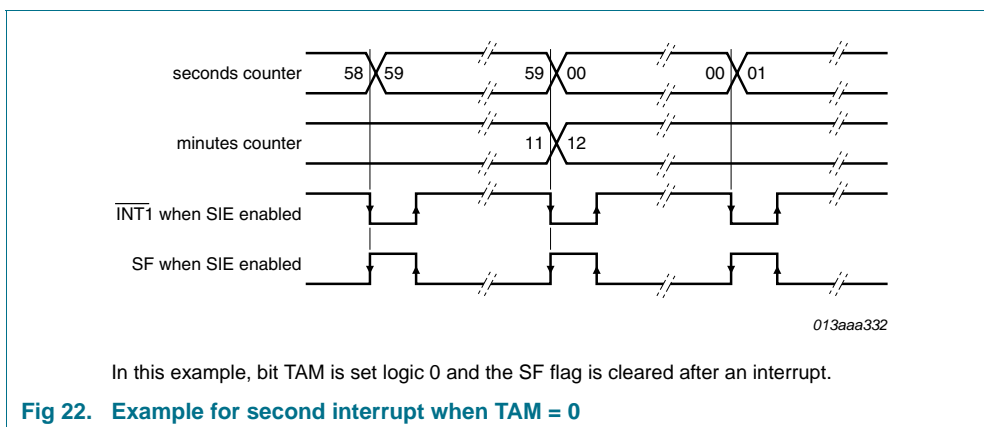 seconds counter 58 59 59 00 00 01
minutes counter 11 12
INT1 when SIE enabled
SF when SIE enabled
013aaa332
In this example, bit TAM is set logic 0 and the SF flag is cleared after an interrupt.
Fig 22. Example for second interrupt when TAM = 0